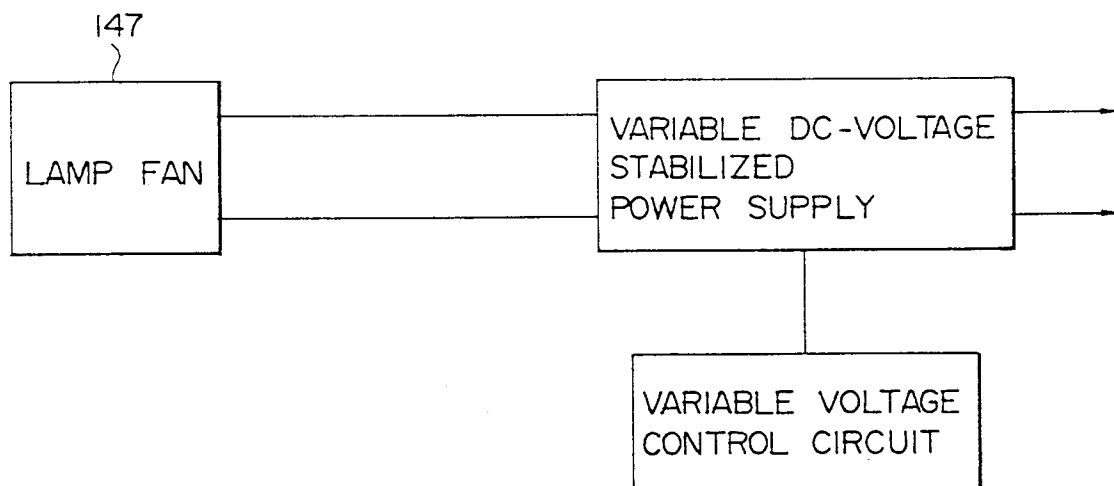 147
LAMP FAN
VARIABLE DC-VOLTAGE
STABILIZED
POWER SUPPLY
VARIABLE VOLTAGE
CONTROL CIRCUIT